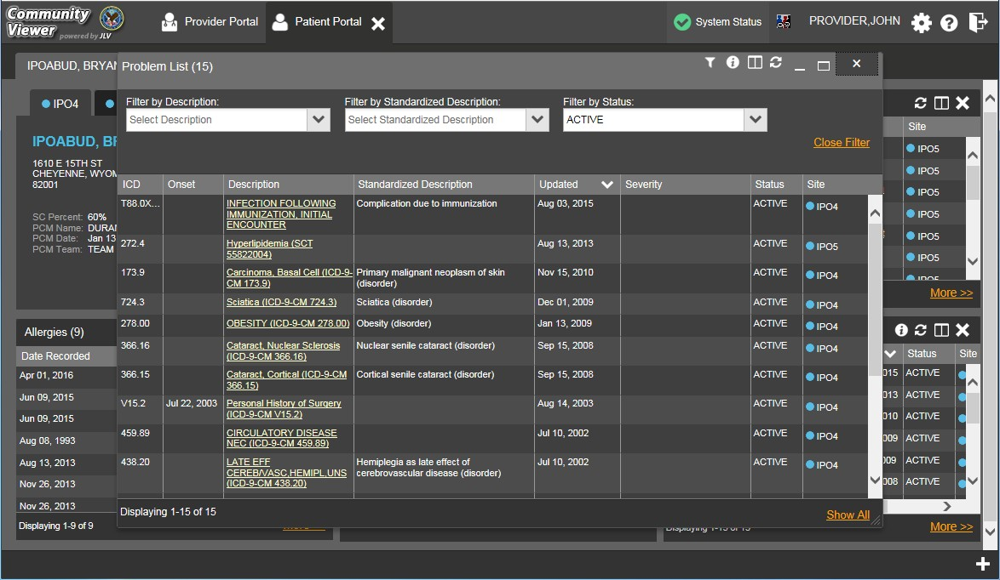 Community
Viewer
powered by JLV
Provider Portal
Patient Portal
System Status
PROVIDER,JOHN
IPOABUD, BRYAN
IPO4
IPOABUD, BR
1610 E 15TH ST
CHEYENNE, WYOM
82001
SC Percent: 60%
PCM Name: DURAN
PCM Date: Jan 13
PCM Team: TEAM
Allergies (9)
Date Recorded
Apr 01, 2016
Jun 09, 2015
Jun 09, 2015
Aug 08, 1993
Aug 13, 2013
Nov 26, 2013
Nov 26, 2013
Displaying 1-9 of 9
Problem List (15)
Filter by Description: Filter by Standardized Description: Filter by Status:
Select Description Select Standardized Description ACTIVE
Close Filter
ICD Onset Description Standardized Description Updated Severity Status Site
T88.0X... INFECTION FOLLOWING Complication due to immunization Aug 03, 2015 ACTIVE IPO4
IMMUNIZATION, INITIAL
ENCOUNTER
272.4 Hyperlipidemia (SCT Aug 13, 2013 ACTIVE IPO5
55822004)
173.9 Carcinoma, Basal Cell (ICD-9- Primary malignant neoplasm of skin Nov 15, 2010 ACTIVE IPO4
CM 173.9) (disorder)
724.3 Sciatica (ICD-9-CM 724.3) Sciatica (disorder) Dec 01, 2009 ACTIVE IPO4
278.00 OBESITY (ICD-9-CM 278.00) Obesity (disorder) Jan 13, 2009 ACTIVE IPO4
366.16 Cataract, Nuclear Sclerosis Nuclear senile cataract (disorder) Sep 15, 2008 ACTIVE IPO4
(ICD-9-CM 366.16)
366.15 Cataract, Cortical (ICD-9-CM Cortical senile cataract (disorder) Sep 15, 2008 ACTIVE IPO4
366.15)
V15.2 Jul 22, 2003 Personal History of Surgery Aug 14, 2003 ACTIVE IPO4
(ICD-9-CM V15.2)
459.89 CIRCULATORY DISEASE Jul 10, 2002 ACTIVE IPO4
NEC (ICD-9-CM 459.89)
438.20 LATE EFF Hemiplegia as late effect of Jul 10, 2002 ACTIVE IPO4
CEREB/VASC,HEMIPL,UNS cerebrovascular disease (disorder)
(ICD-9-CM 438.20)
Displaying 1-15 of 15
Show All
Site
IPO5
IPO5
IPO5
IPO5
IPO5
IPO5
IPO5
More >>
Status Site
015 ACTIVE
013 ACTIVE
010 ACTIVE
009 ACTIVE
009 ACTIVE
008 ACTIVE
Displaying 1-15 of 15
More >>